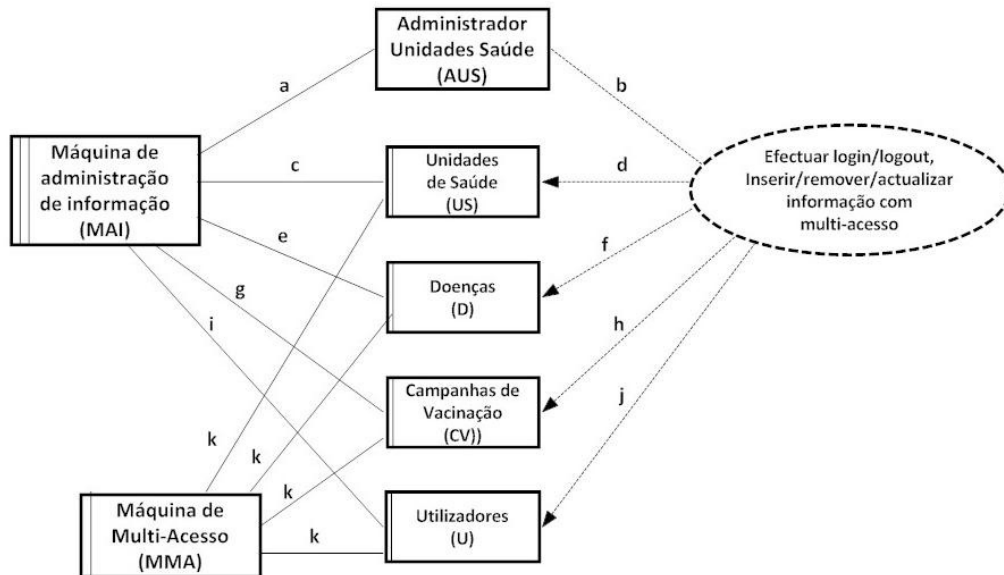 Administrador
Unidades Saúde
(AUS)
a
b
Máquina de
administração
de informação
(MAI)
c
Unidades
de Saúde
(US)
d
Efectuar login/logout,
Inserir/remover/actualizar
informação com
multi-acesso
e
f
g
Doenças
(D)
i
h
Campanhas de
Vacinação
(CV))
j
k
k
k
Máquina de
Multi-Acesso
(MMA)
k
Utilizadores
(U)